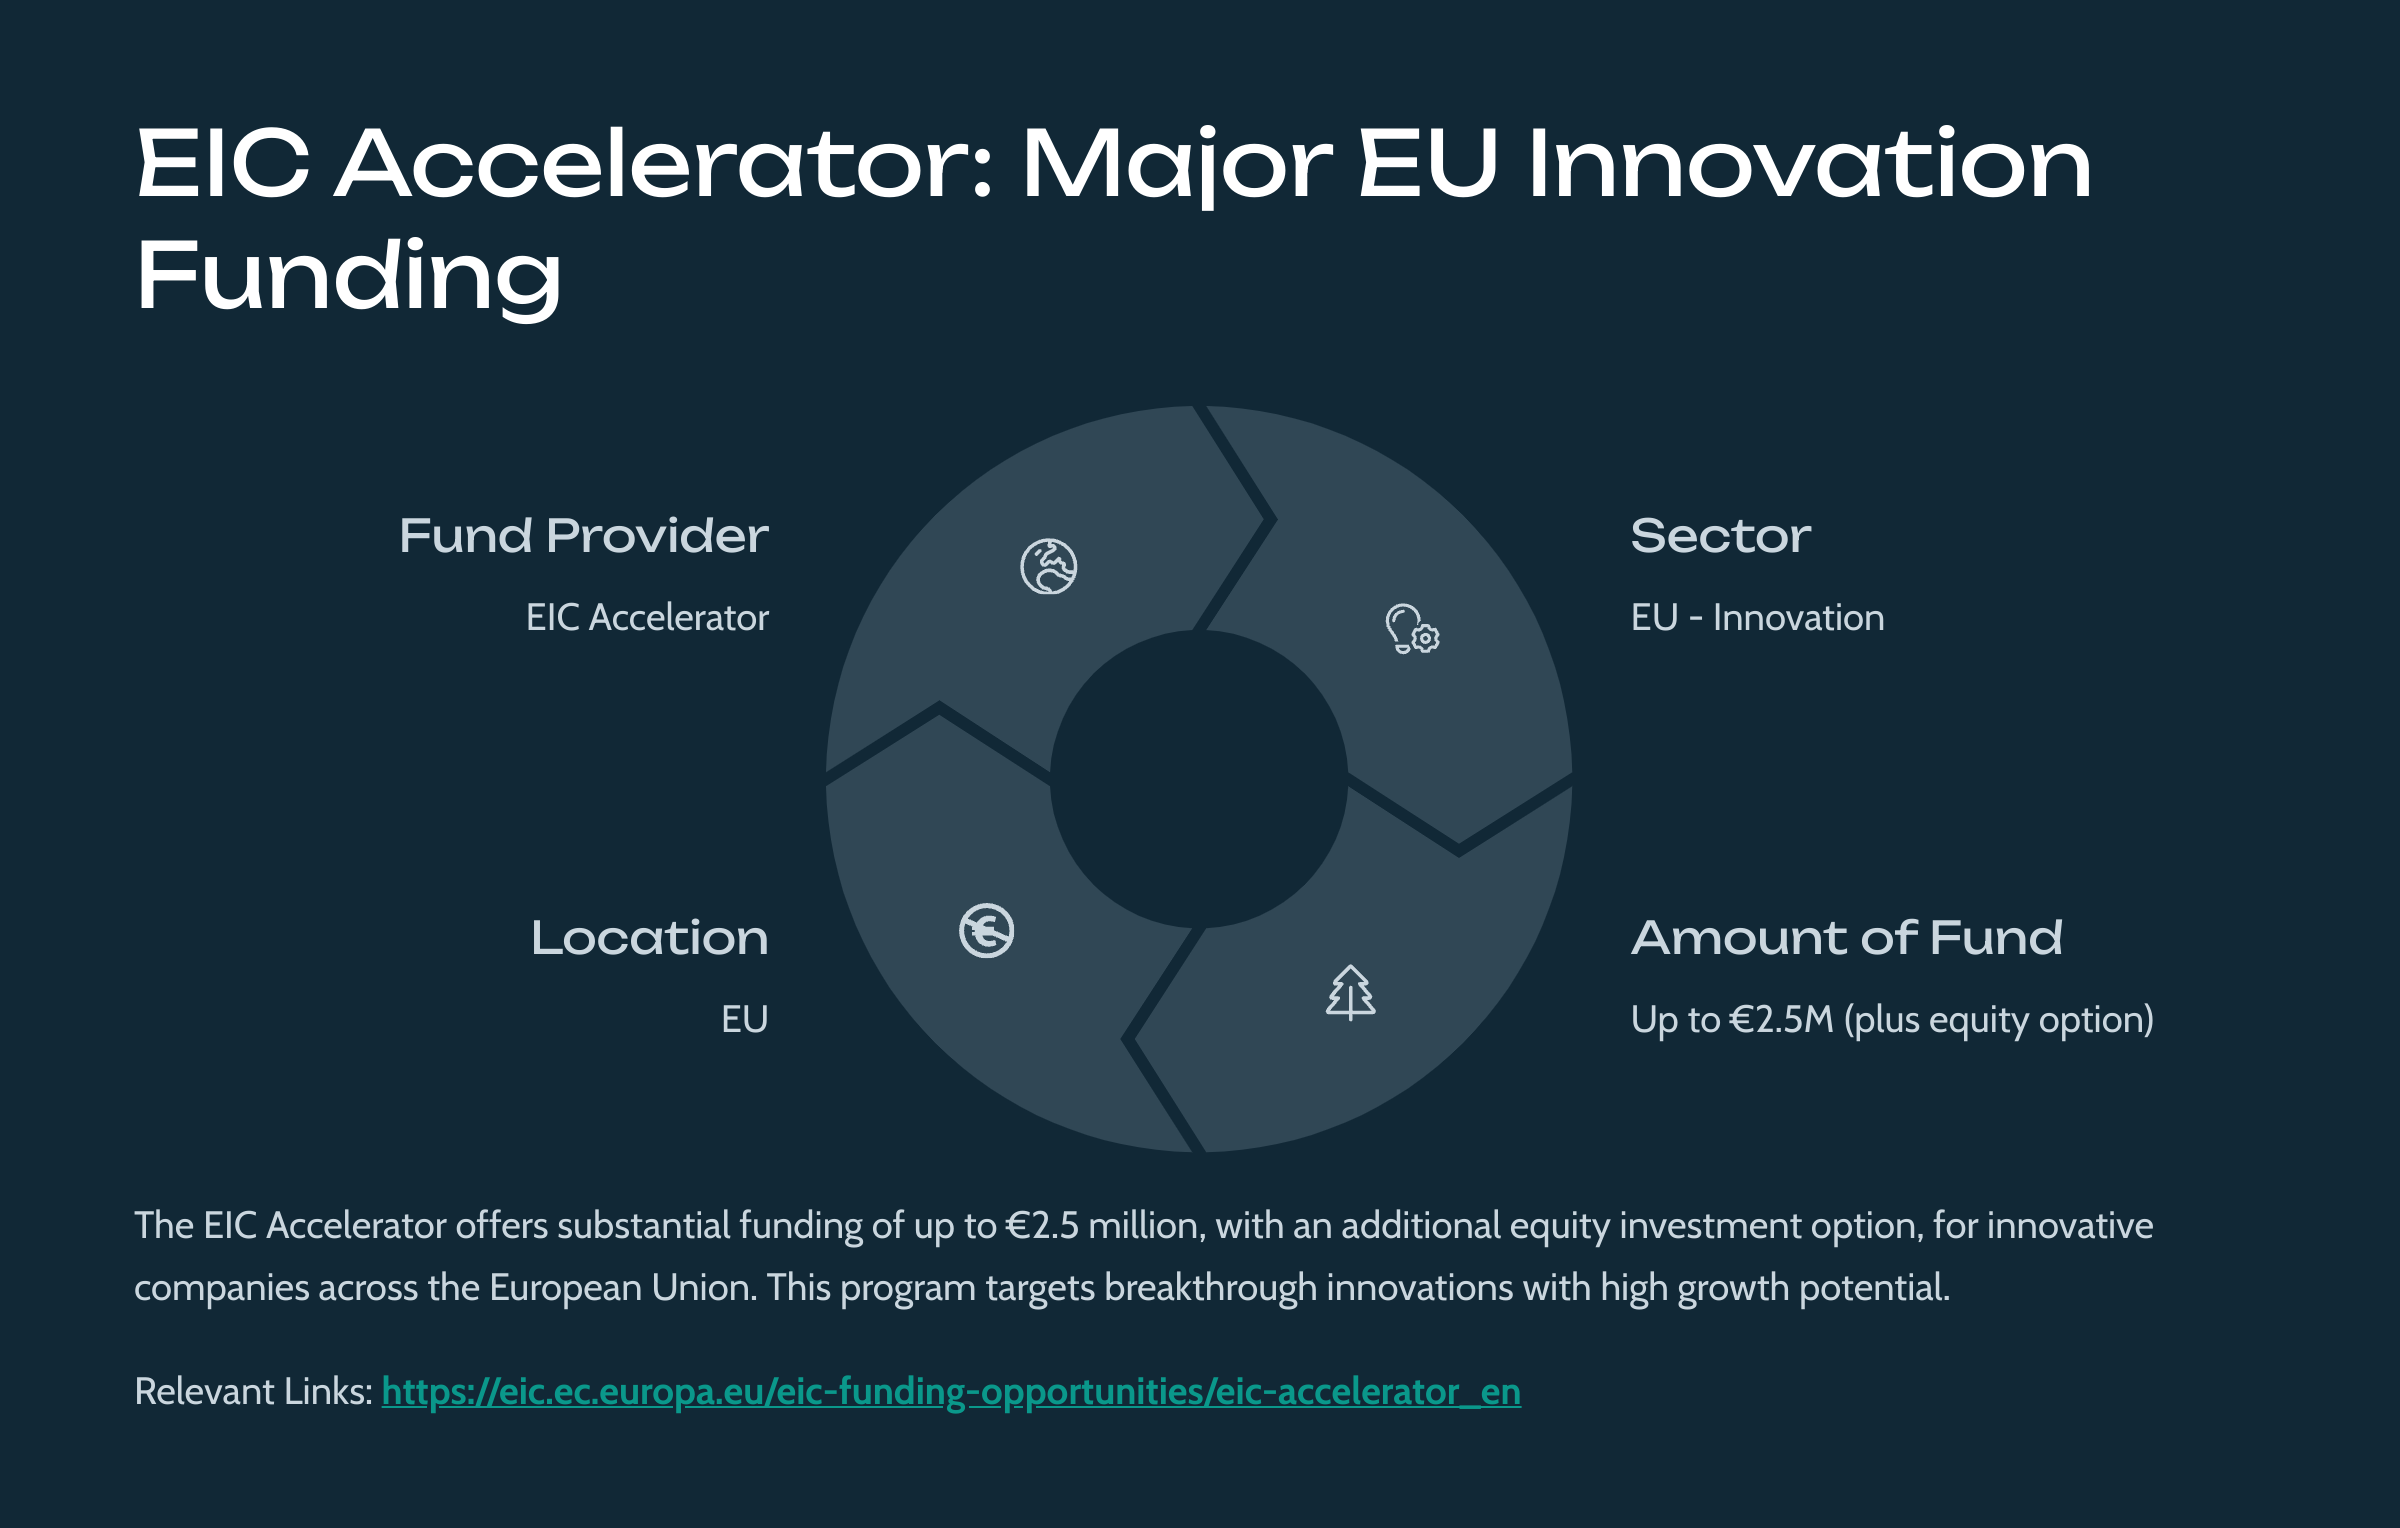 EIC Accelerator: Major EU Innovation
Funding
Fund Provider
EIC Accelerator
Sector
EU - Innovation
Location
EU
Amount of Fund
Up to €2.5M (plus equity option)
The EIC Accelerator offers substantial funding of up to €2.5 million, with an additional equity investment option, for innovative
companies across the European Union. This program targets breakthrough innovations with high growth potential.
Relevant Links: https://eic.ec.europa.eu/eic-funding-opportunities/eic-accelerator_en